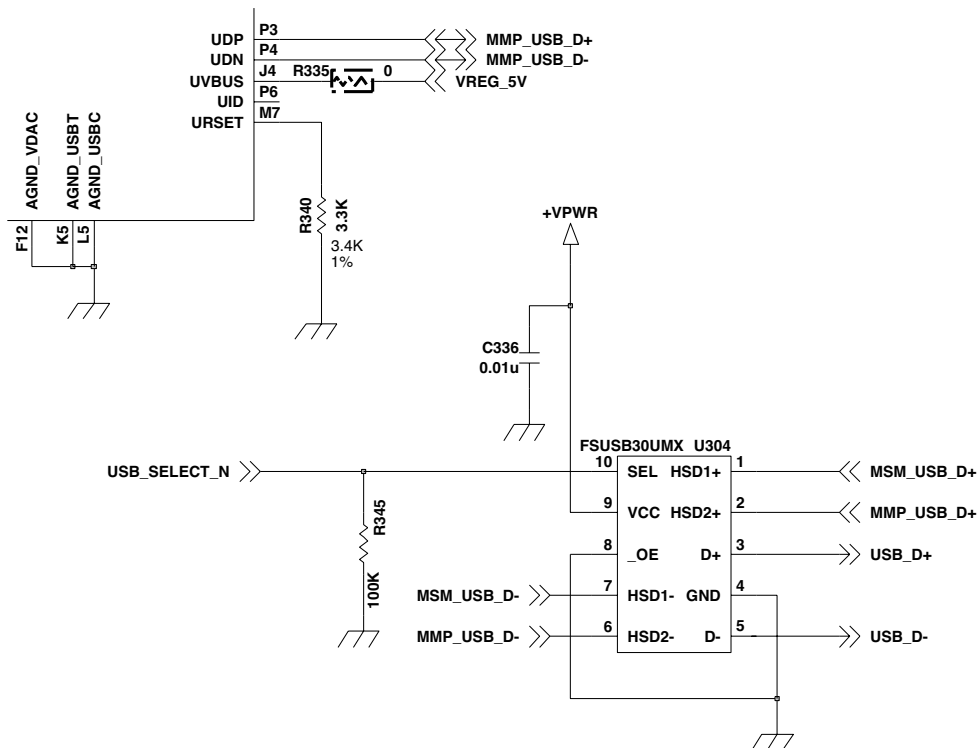 UDP P3 MMP_USB_D+
UDN P4 MMP_USB_D-
UVBUS J4 R335 0 VREG_5V
UID P6
URSET M7
AGND_VDAC
AGND_USBT
AGND_USBC
F12
K5
L5
R340
3.3K
3.4K
1%
+VPWR
C336
0.01u
FSUSB30UMX U304
USB_SELECT_N 10 SEL HSD1+ 1 MSM_USB_D+
9 VCC HSD2+ 2 MMP_USB_D+
R345
100K
8 _OE D+ 3 USB_D+
MSM_USB_D- 7 HSD1- GND 4
MMP_USB_D- 6 HSD2- D- 5 USB_D-